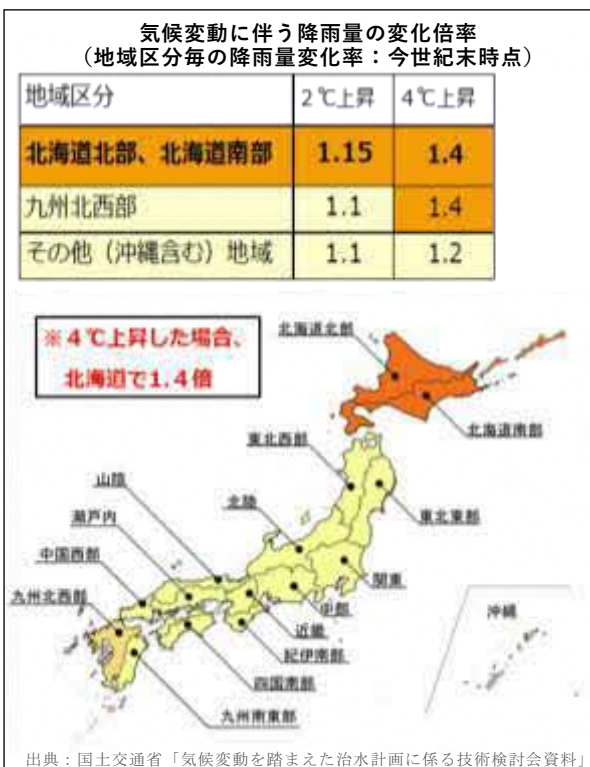 気候変動に伴う降雨量の変化倍率
(地域区分毎の降雨量変化率：今世紀末時点)
地域区分 2℃上昇 4℃上昇
北海道北部、北海道南部 1.15 1.4
九州北西部 1.1 1.4
その他（沖縄含む）地域 1.1 1.2
※４℃上昇した場合、
北海道で1.4倍
北海道北部
北海道南部
東北西部
山陰
北陸
東北東部
瀬戸内
中国西部
関東
九州北西部
中部
沖縄
近畿
紀伊南部
四国南部
九州南東部
出典：国土交通省「気候変動を踏まえた治水計画に係る技術検討会資料」